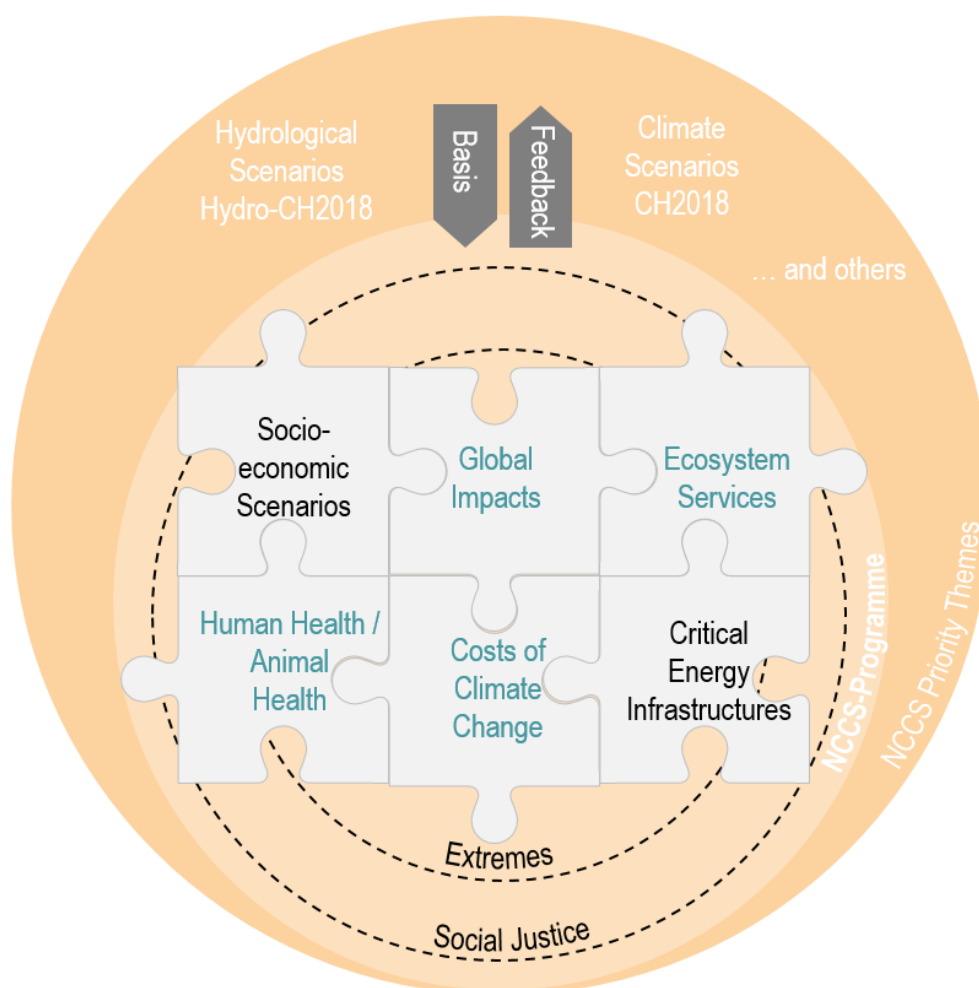 Hydrological
Scenarios
Hydro-CH2018
Basis
Feedback
Climate
Scenarios
CH2018
... and others
Socio-
economic
Scenarios
Global
Impacts
Ecosystem
Services
Human Health /
Animal
Health
Costs of
Climate
Change
Critical
Energy
Infrastructures
NCCS-Programme
NCCS Priority Themes
Extremes
Social Justice